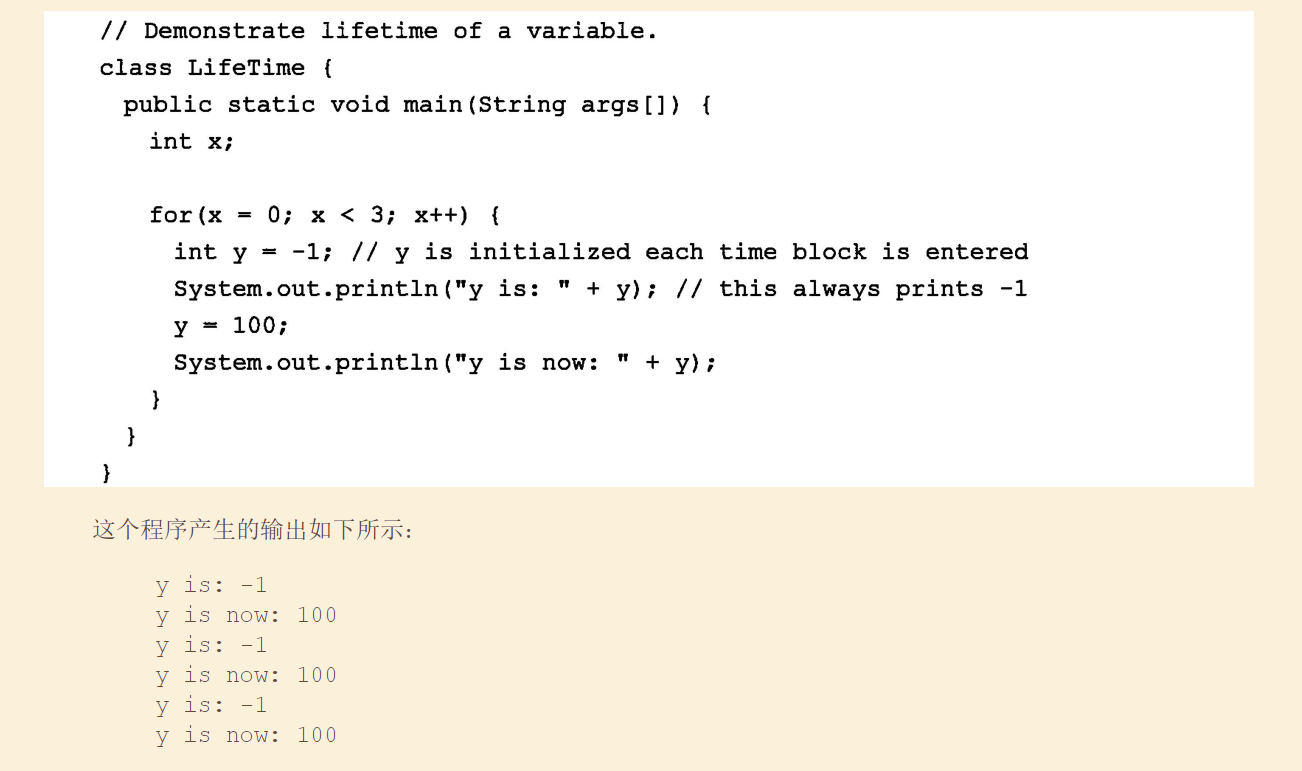 // Demonstrate lifetime of a variable.
class LifeTime {
  public static void main(String args[]) {
    int x;

    for(x = 0; x < 3; x++) {
      int y = -1; // y is initialized each time block is entered
      System.out.println("y is: " + y); // this always prints -1
      y = 100;
      System.out.println("y is now: " + y);
    }
  }
}
这个程序产生的输出如下所示:
y is: -1
y is now: 100
y is: -1
y is now: 100
y is: -1
y is now: 100